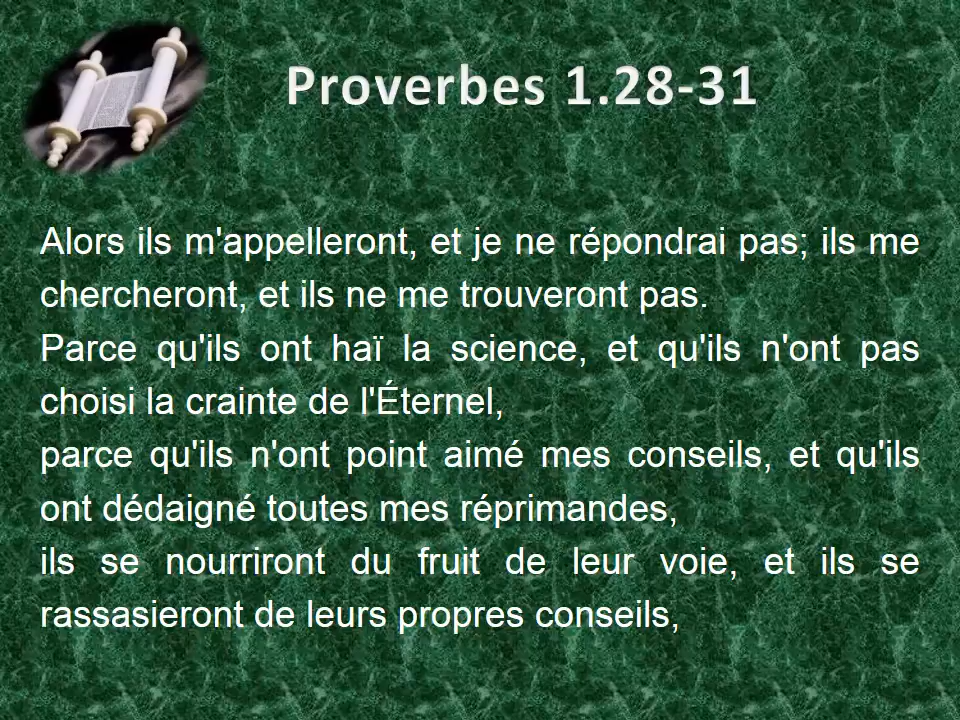 Proverbes 1.28-31
Alors ils m'appelleront, et je ne répondrai pas; ils me
chercheront, et ils ne me trouveront pas.
Parce qu'ils ont haï la science, et qu'ils n'ont pas
choisi la crainte de l'Éternel,
parce qu'ils n'ont point aimé mes conseils, et qu'ils
ont dédaigné toutes mes réprimandes,
ils se nourriront du fruit de leur voie, et ils se
rassasieront de leurs propres conseils,